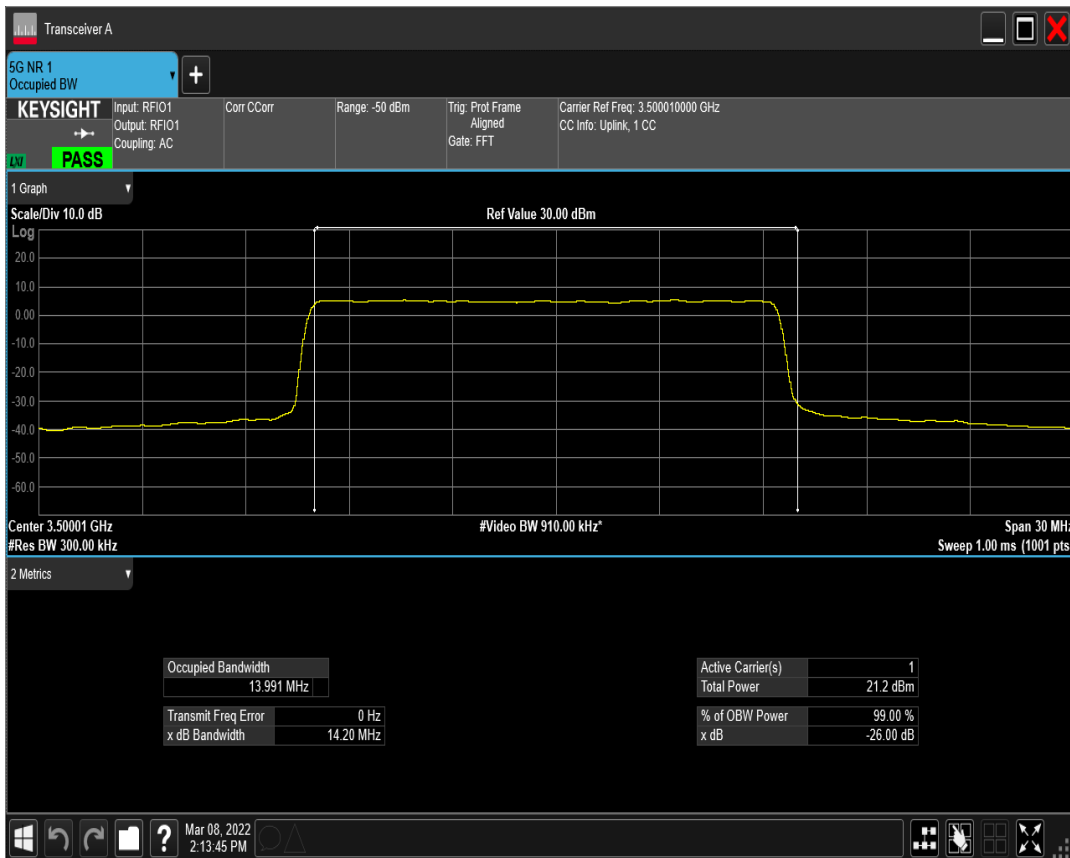 Transceiver A
5G NR 1
Occupied BW
KEYSIGHT
LXI
PASS
Input: RFIO1
Output: RFIO1
Coupling: AC
Corr CCorr
Range: -50 dBm
Trig: Prot Frame
Aligned
Gate: FFT
Carrier Ref Freq: 3.500010000 GHz
CC Info: Uplink, 1 CC
1 Graph
Scale/Div 10.0 dB
Ref Value 30.00 dBm
Log
20.0
10.0
0.00
-10.0
-20.0
-30.0
-40.0
-50.0
-60.0
Center 3.50001 GHz
#Video BW 910.00 kHz*
Span 30 MHz
#Res BW 300.00 kHz
Sweep 1.00 ms (1001 pts
2 Metrics
Occupied Bandwidth
13.991 MHz
Transmit Freq Error 0 Hz
x dB Bandwidth 14.20 MHz
Active Carrier(s) 1
Total Power 21.2 dBm
% of OBW Power 99.00 %
x dB -26.00 dB
?
Mar 08, 2022
2:13:45 PM